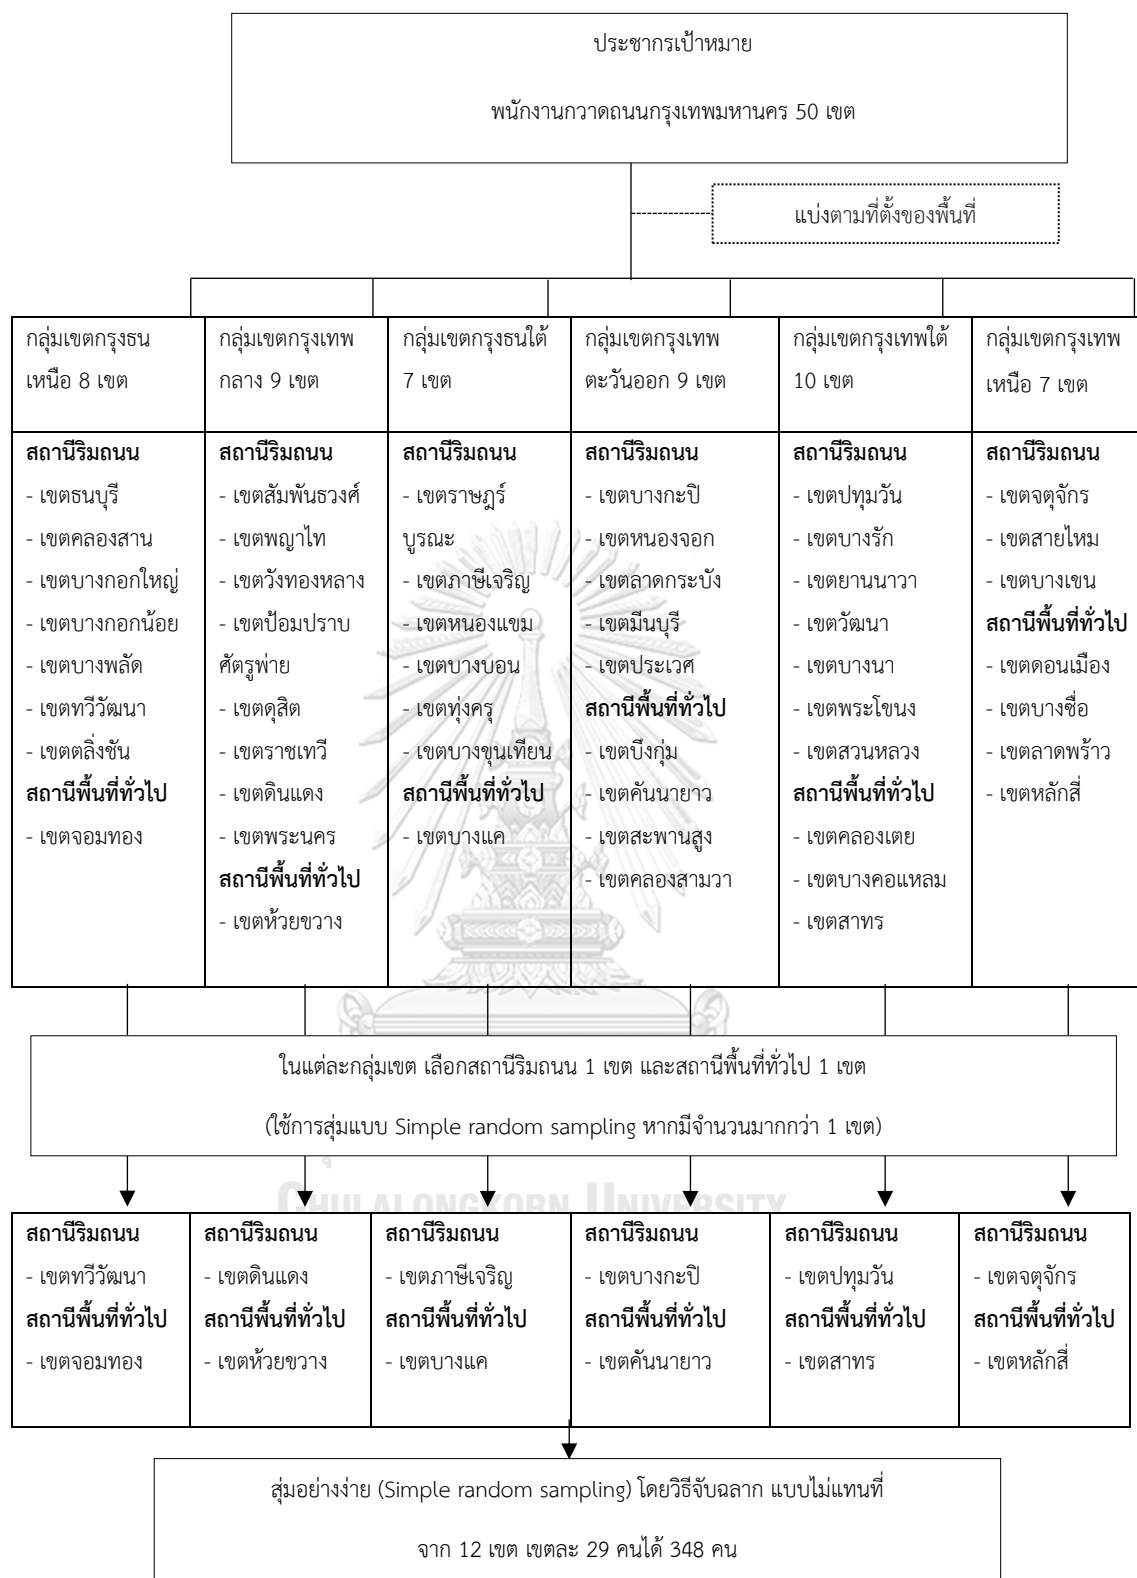 ประชากรเป้าหมาย
พนักงานกวาดถนนกรุงเทพมหานคร 50 เขต
แบ่งตามที่ตั้งของพื้นที่
กลุ่มเขตกรุงธน
เหนือ 8 เขต
กลุ่มเขตกรุงเทพ
กลาง 9 เขต
กลุ่มเขตกรุงธนใต้
7 เขต
กลุ่มเขตกรุงเทพ
ตะวันออก 9 เขต
กลุ่มเขตกรุงเทพใต้
10 เขต
กลุ่มเขตกรุงเทพ
เหนือ 7 เขต
สถานีริมถนน
- เขตธนบุรี
- เขตคลองสาน
- เขตบางกอกใหญ่
- เขตบางกอกน้อย
- เขตบางพลัด
- เขตทวีวัฒนา
- เขตตลิ่งชัน
สถานีพื้นที่ทั่วไป
- เขตจอมทอง
สถานีริมถนน
- เขตสัมพันธวงศ์
- เขตพญาไท
- เขตวังทองหลาง
- เขตป้อมปราบ
ศัตรูพ่าย
- เขตดุสิต
- เขตราชเทวี
- เขตดินแดง
- เขตพระนคร
สถานีพื้นที่ทั่วไป
- เขตห้วยขวาง
สถานีริมถนน
- เขตราษฎร์
บูรณะ
- เขตภาษีเจริญ
- เขตหนองแขม
- เขตบางบอน
- เขตทุ่งครุ
- เขตบางขุนเทียน
สถานีพื้นที่ทั่วไป
- เขตบางแค
สถานีริมถนน
- เขตบางกะปิ
- เขตหนองจอก
- เขตลาดกระบัง
- เขตมีนบุรี
- เขตประเวศ
สถานีพื้นที่ทั่วไป
- เขตบึงกุ่ม
- เขตคันนายาว
- เขตสะพานสูง
- เขตคลองสามวา
สถานีริมถนน
- เขตปทุมวัน
- เขตบางรัก
- เขตยานนาวา
- เขตวัฒนา
- เขตบางนา
- เขตพระโขนง
- เขตสวนหลวง
สถานีพื้นที่ทั่วไป
- เขตคลองเตย
- เขตบางคอแหลม
- เขตสาทร
สถานีริมถนน
- เขตจตุจักร
- เขตสายไหม
- เขตบางเขน
สถานีพื้นที่ทั่วไป
- เขตดอนเมือง
- เขตบางซื่อ
- เขตลาดพร้าว
- เขตหลักสี่
ในแต่ละกลุ่มเขต เลือกสถานีริมถนน 1 เขต และสถานีพื้นที่ทั่วไป 1 เขต
(ใช้การสุ่มแบบ Simple random sampling หากมีจำนวนมากกว่า 1 เขต)
CHULALONGKORN UNIVERSITY
สถานีริมถนน
- เขตทวีวัฒนา
สถานีพื้นที่ทั่วไป
- เขตจอมทอง
สถานีริมถนน
- เขตดินแดง
สถานีพื้นที่ทั่วไป
- เขตห้วยขวาง
สถานีริมถนน
- เขตภาษีเจริญ
สถานีพื้นที่ทั่วไป
- เขตบางแค
สถานีริมถนน
- เขตบางกะปิ
สถานีพื้นที่ทั่วไป
- เขตคันนายาว
สถานีริมถนน
- เขตปทุมวัน
สถานีพื้นที่ทั่วไป
- เขตสาทร
สถานีริมถนน
- เขตจตุจักร
สถานีพื้นที่ทั่วไป
- เขตหลักสี่
สุ่มอย่างง่าย (Simple random sampling) โดยวิธีจับฉลาก แบบไม่แทนที่
จาก 12 เขต เขตละ 29 คนได้ 348 คน